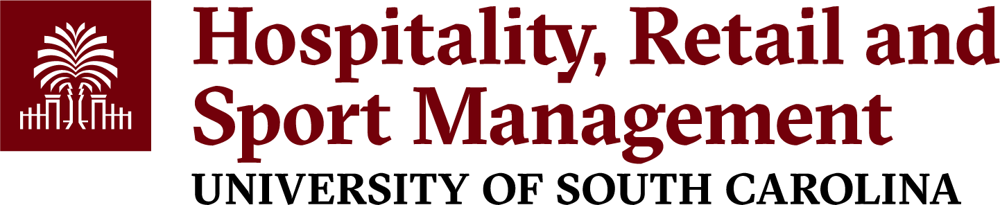 Hospitality, Retail and
Sport Management
UNIVERSITY OF SOUTH CAROLINA